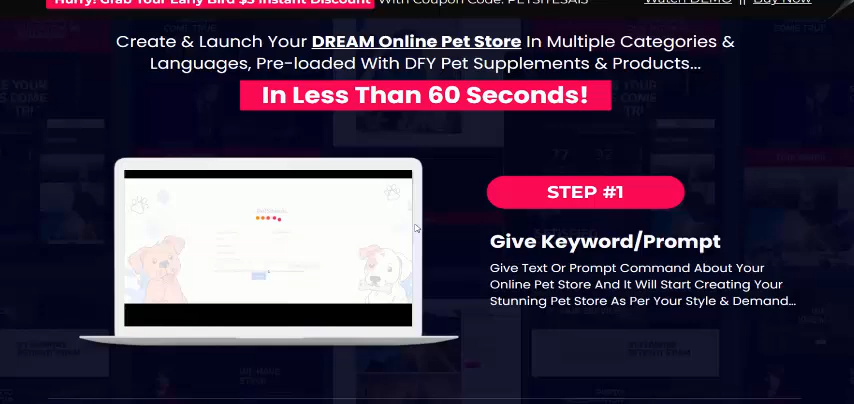 Hurry! Grab Your Early Bird $3 Instant Discount With Coupon Code: PETSITESAI3 Watch DEMO || Buy Now
Create & Launch Your DREAM Online Pet Store In Multiple Categories &
Languages, Pre-loaded With DFY Pet Supplements & Products...
In Less Than 60 Seconds!
STEP #1
Give Keyword/Prompt
Give Text Or Prompt Command About Your
Online Pet Store And It Will Start Creating Your
Stunning Pet Store As Per Your Style & Demand...